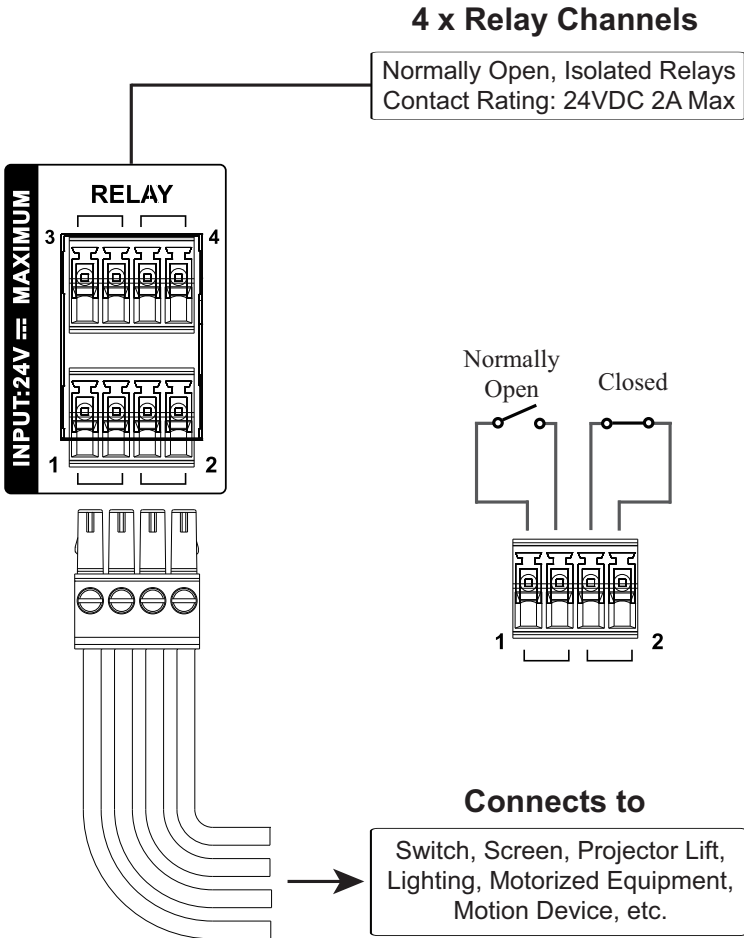 4 x Relay Channels
Normally Open, Isolated Relays
Contact Rating: 24VDC 2A Max
INPUT:24V ⎓ MAXIMUM
RELAY
3
4
1
2
Normally
Open
Closed
1
2
Connects to
Switch, Screen, Projector Lift,
Lighting, Motorized Equipment,
Motion Device, etc.